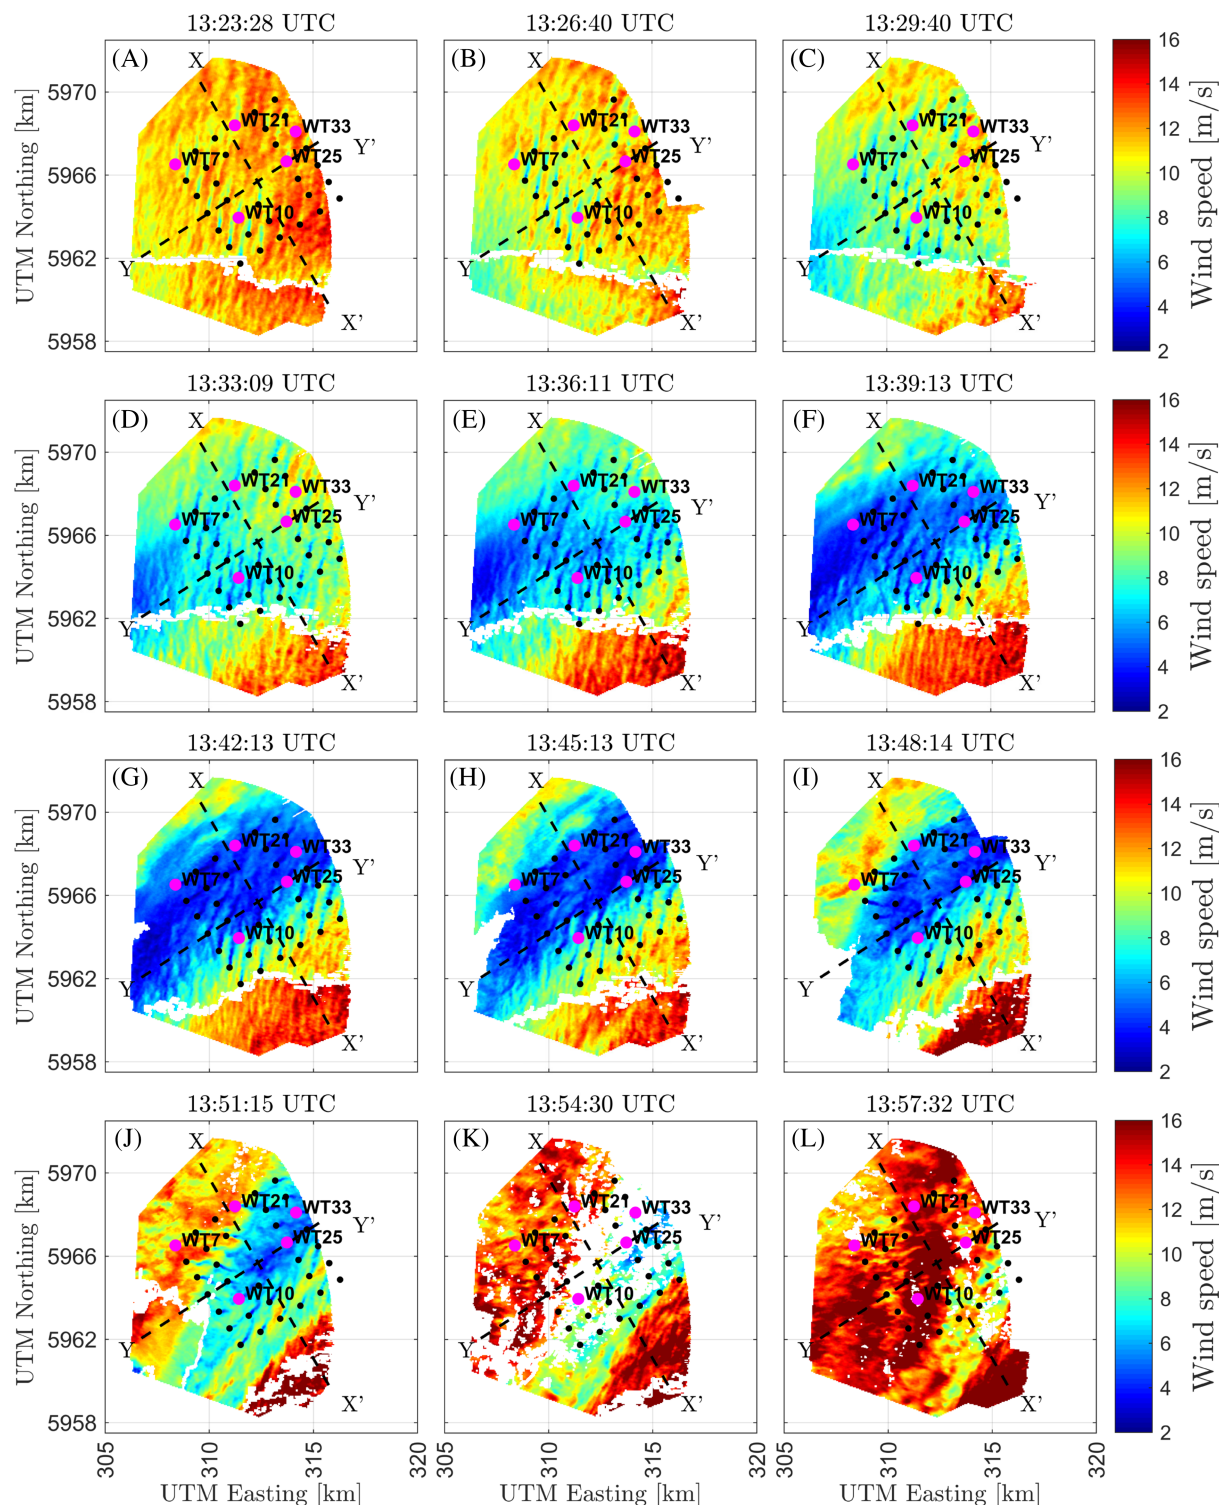 13:23:28 UTC 13:26:40 UTC 13:29:40 UTC
(A) X WT21 WT33 Y' WT7 WT25 WT10 Y X'
(B) X WT21 WT33 Y' WT7 WT25 WT10 Y X'
(C) X WT21 WT33 Y' WT7 WT25 WT10 Y X'
UTM Northing [km]
5970
5966
5962
5958
Wind speed [m/s]
16
14
12
10
8
6
4
2
13:33:09 UTC 13:36:11 UTC 13:39:13 UTC
(D) X WT21 WT33 Y' WT7 WT25 WT10 Y X'
(E) X WT21 WT33 Y' WT7 WT25 WT10 Y X'
(F) X WT21 WT33 Y' WT7 WT25 WT10 Y X'
UTM Northing [km]
5970
5966
5962
5958
Wind speed [m/s]
16
14
12
10
8
6
4
2
13:42:13 UTC 13:45:13 UTC 13:48:14 UTC
(G) X WT21 WT33 Y' WT7 WT25 WT10 Y X'
(H) X WT21 WT33 Y' WT7 WT25 WT10 Y X'
(I) X WT21 WT33 Y' WT7 WT25 WT10 Y X'
UTM Northing [km]
5970
5966
5962
5958
Wind speed [m/s]
16
14
12
10
8
6
4
2
13:51:15 UTC 13:54:30 UTC 13:57:32 UTC
(J) X WT21 WT33 Y' WT7 WT25 WT10 Y X'
(K) X WT21 WT33 Y' WT7 WT25 WT10 Y X'
(L) X WT21 WT33 Y' WT7 WT25 WT10 Y X'
UTM Northing [km]
5970
5966
5962
5958
Wind speed [m/s]
16
14
12
10
8
6
4
2
305 310 315 320 305 310 315 320 305 310 315 320
UTM Easting [km] UTM Easting [km] UTM Easting [km]